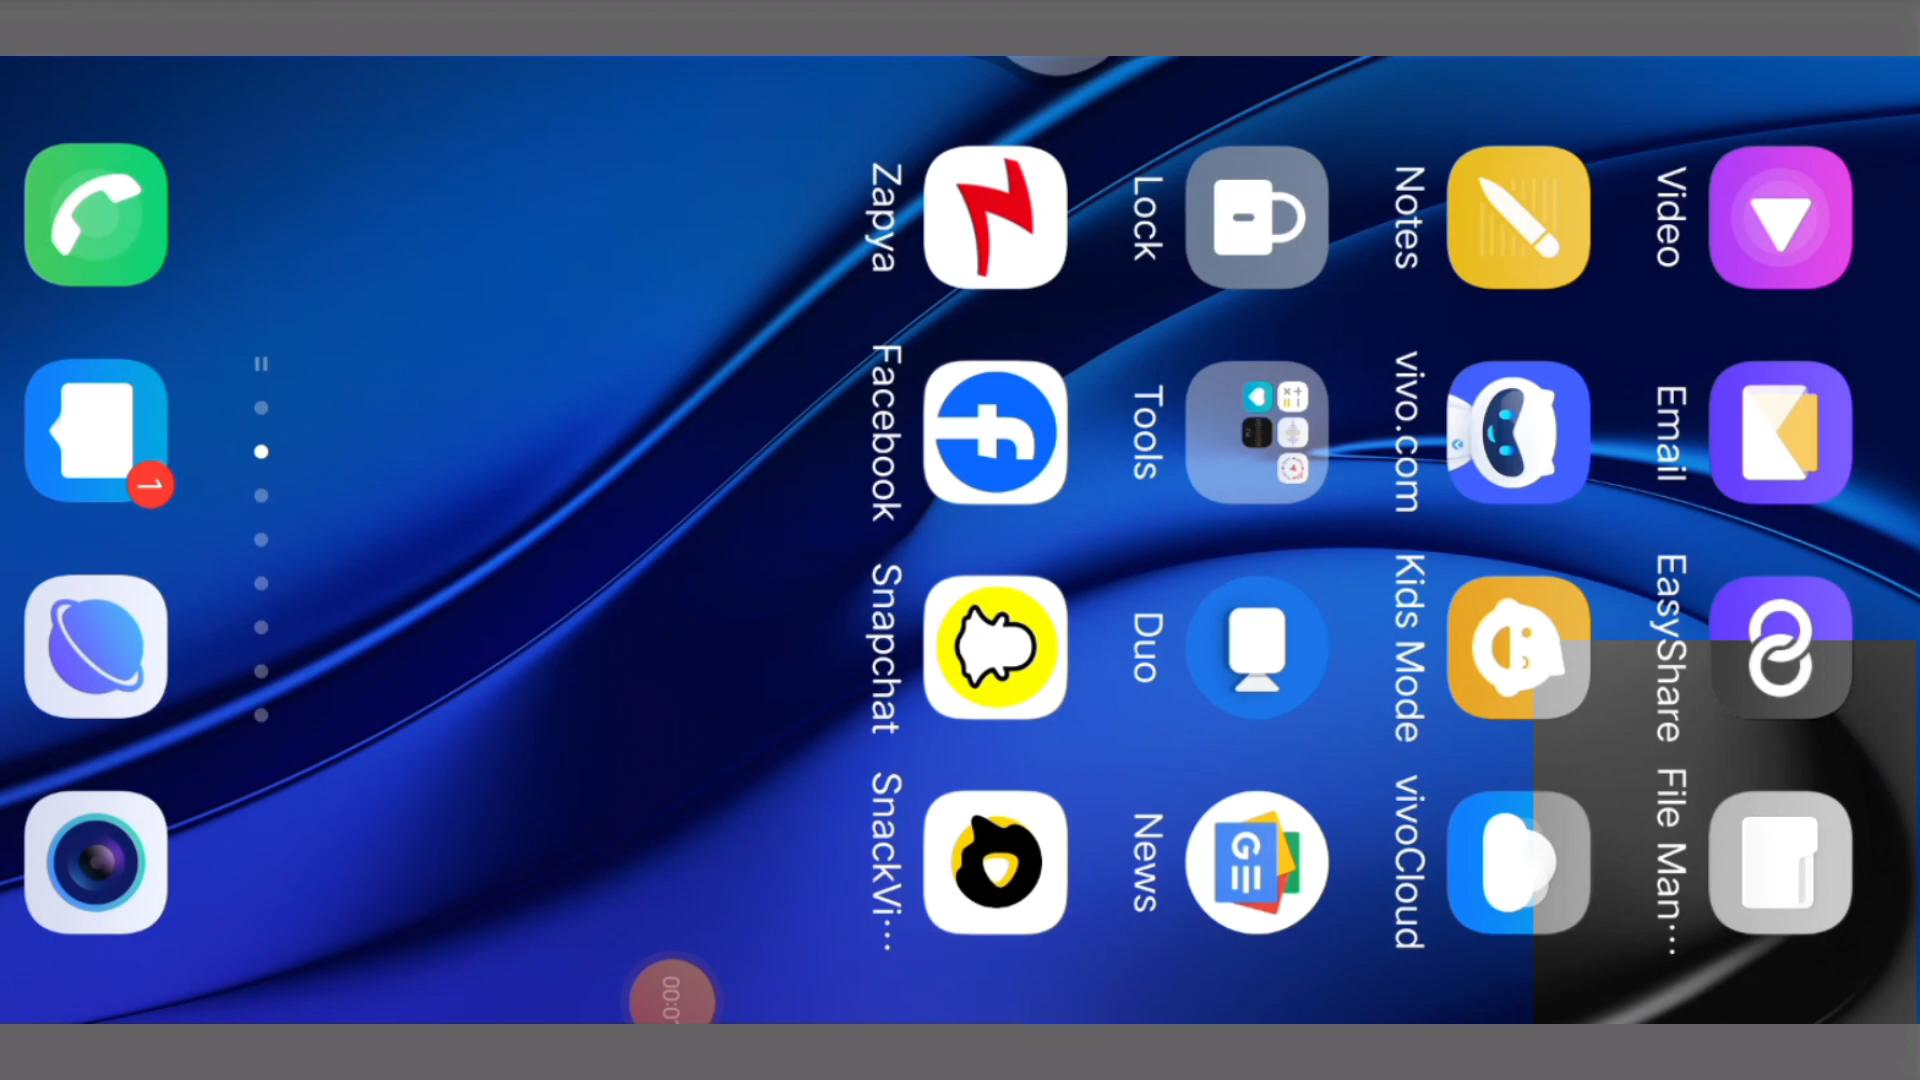 Video Email EasyShare File Man...
Notes vivo.com Kids Mode vivoCloud
Lock Tools Duo News
G
Zapya Facebook Snapchat SnackVi...
1